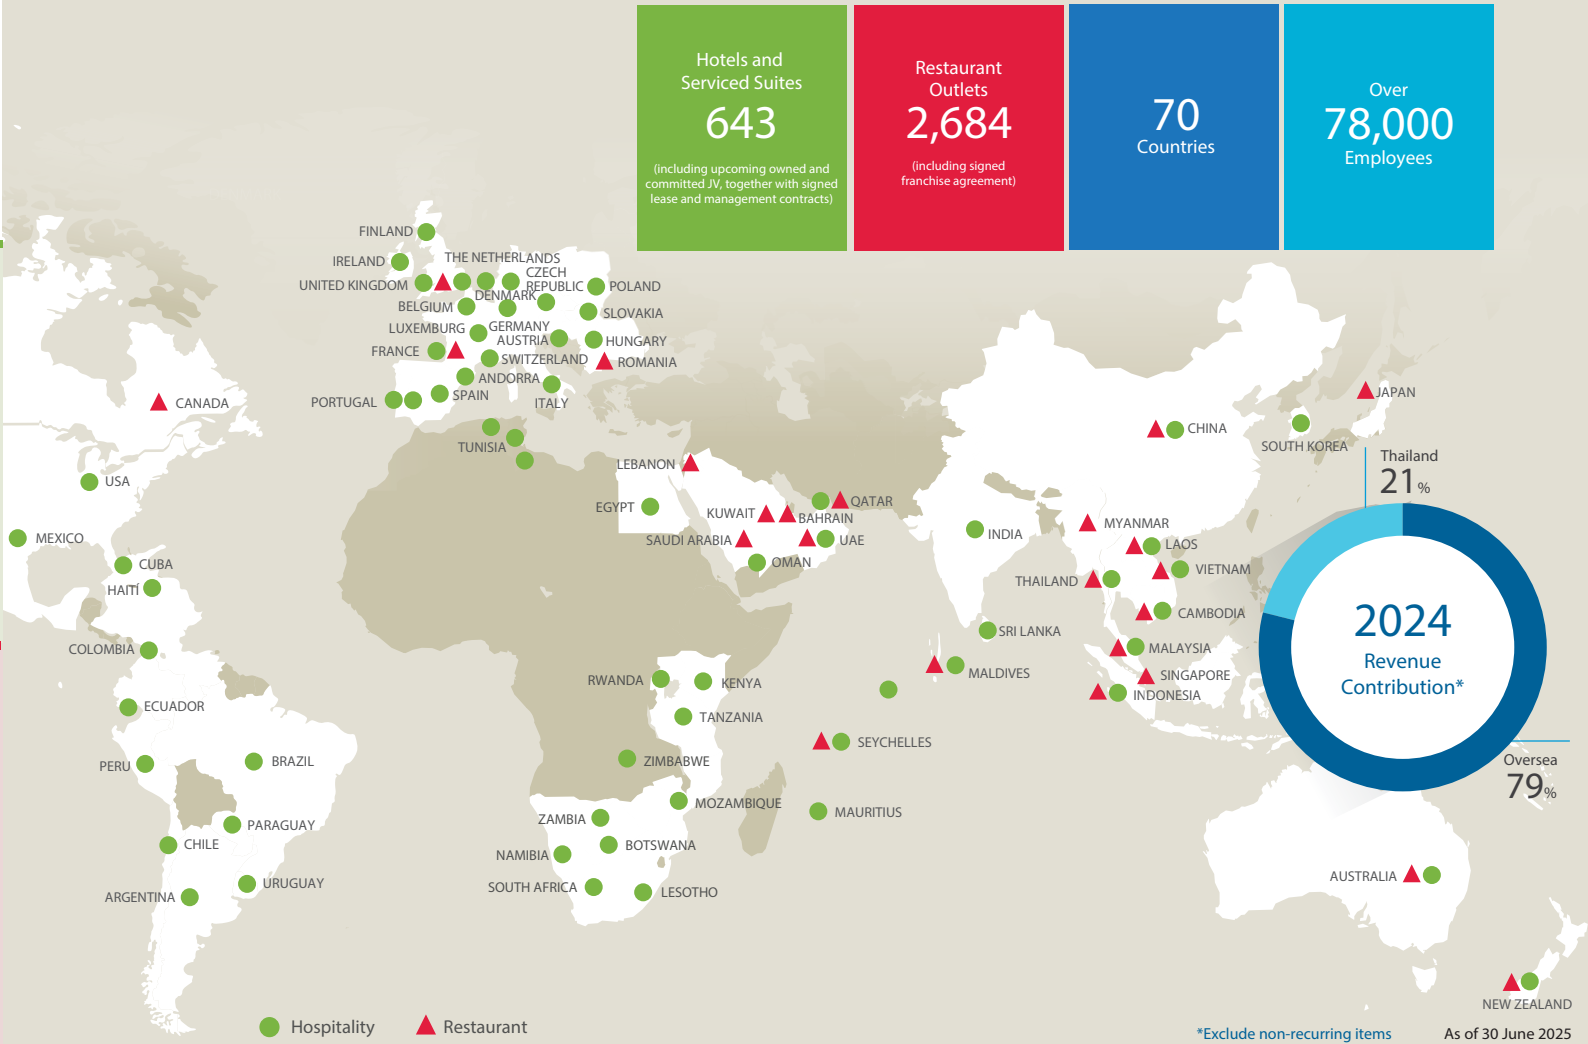 Hotels and
Serviced Suites
643
(including upcoming owned and
committed JV, together with signed
lease and management contracts)
Restaurant
Outlets
2,684
(including signed
franchise agreement)
70
Countries
Over
78,000
Employees
FINLAND
IRELAND
THE NETHERLANDS
UNITED KINGDOM
CZECH
REPUBLIC
POLAND
DENMARK
BELGIUM
SLOVAKIA
LUXEMBURG
GERMANY
AUSTRIA
HUNGARY
FRANCE
SWITZERLAND
ROMANIA
ANDORRA
PORTUGAL
SPAIN
ITALY
CANADA
TUNISIA
USA
MEXICO
CUBA
HAITÍ
COLOMBIA
ECUADOR
PERU
BRAZIL
PARAGUAY
CHILE
URUGUAY
ARGENTINA
LEBANON
EGYPT
KUWAIT
BAHRAIN
QATAR
SAUDI ARABIA
UAE
OMAN
RWANDA
KENYA
TANZANIA
ZIMBABWE
MOZAMBIQUE
ZAMBIA
BOTSWANA
NAMIBIA
SOUTH AFRICA
LESOTHO
SEYCHELLES
MAURITIUS
INDIA
SRI LANKA
MALDIVES
CHINA
SOUTH KOREA
JAPAN
MYANMAR
LAOS
THAILAND
VIETNAM
CAMBODIA
MALAYSIA
SINGAPORE
INDONESIA
AUSTRALIA
NEW ZEALAND
Thailand
21%
2024
Revenue
Contribution*
Oversea
79%
Hospitality
Restaurant
*Exclude non-recurring items
As of 30 June 2025